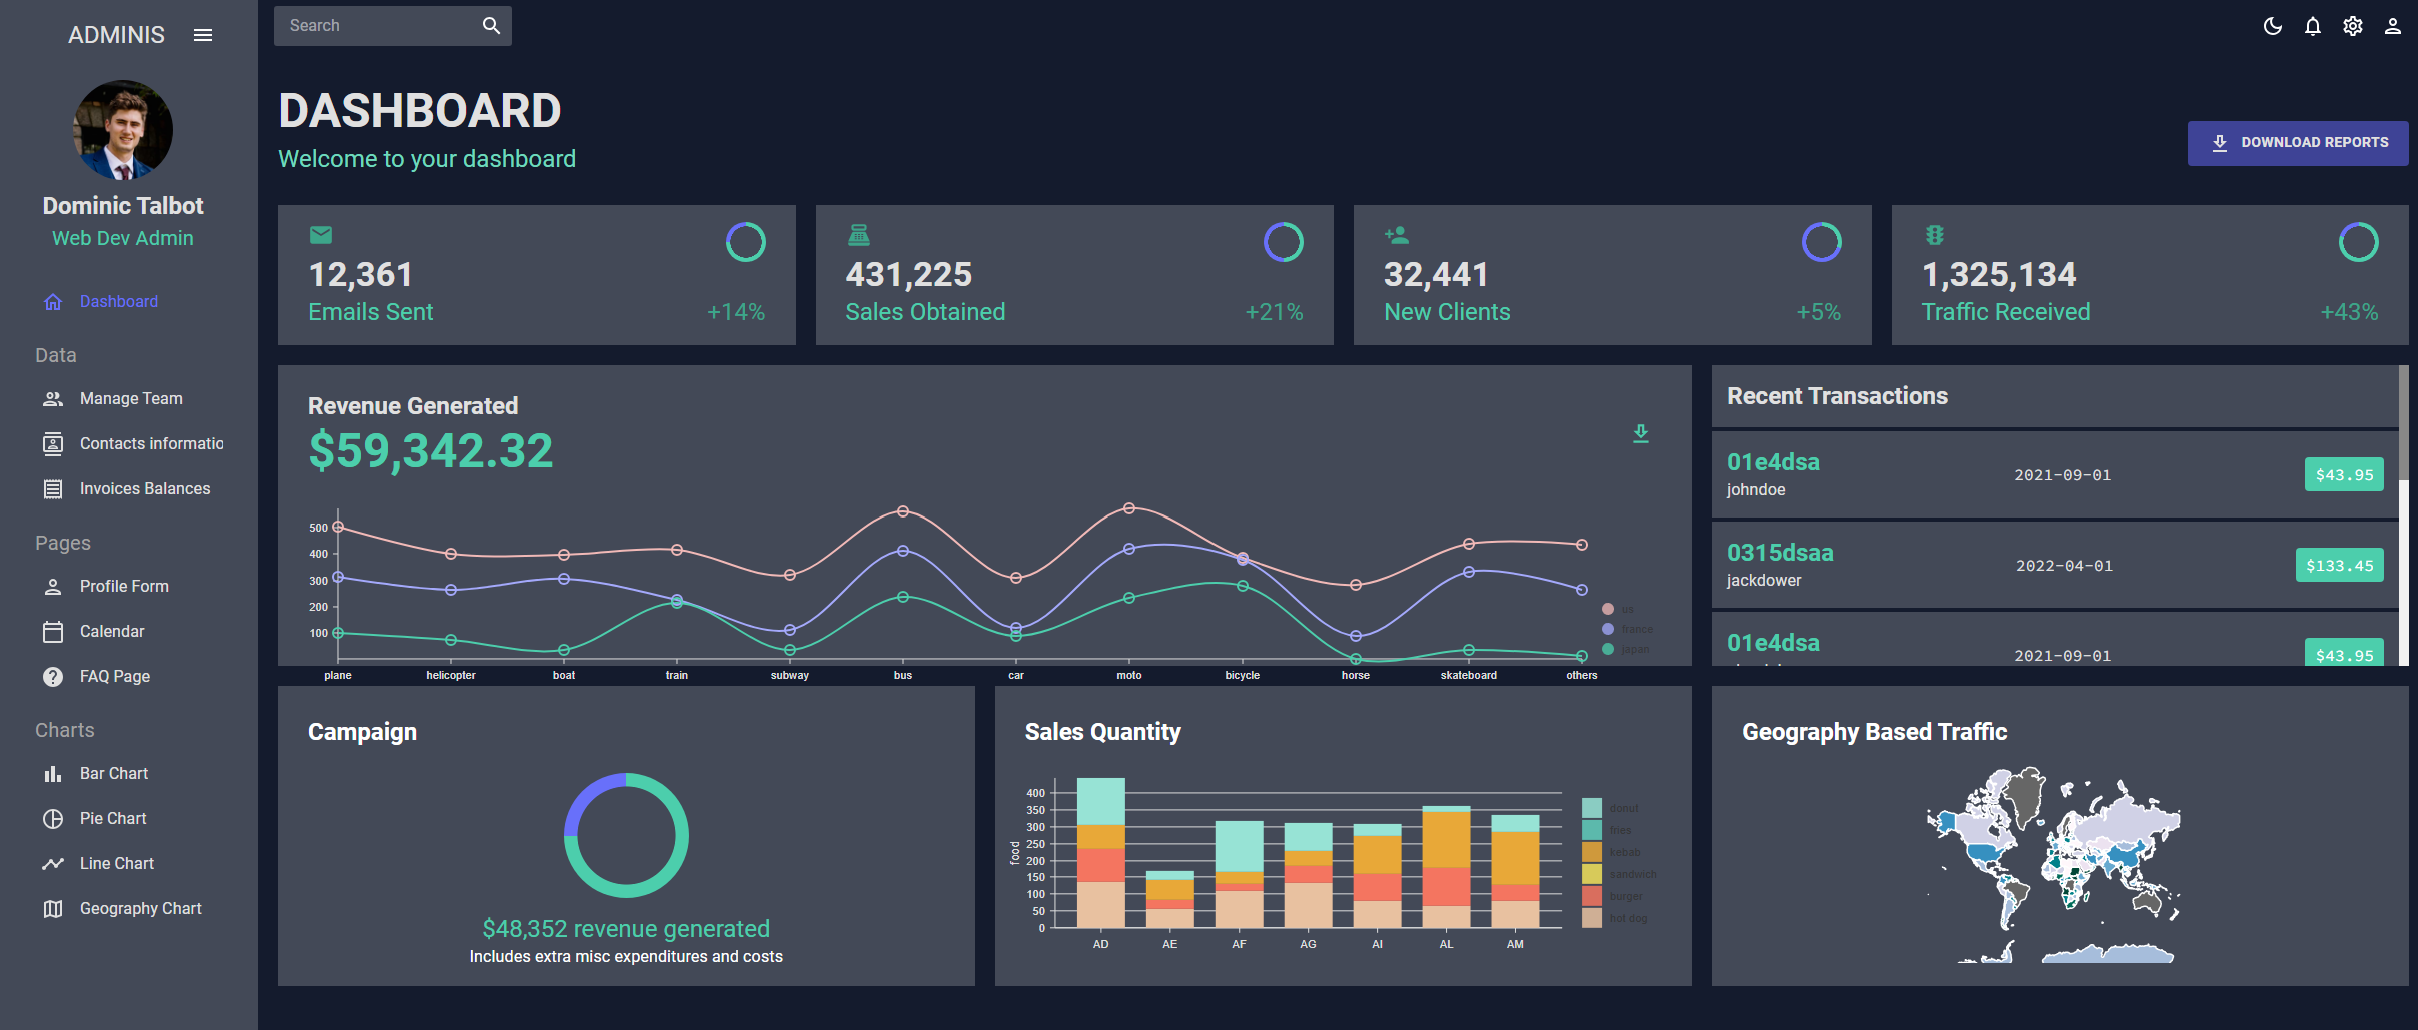 ADMINIS
Dominic Talbot
Web Dev Admin
Dashboard
Data
Manage Team
Contacts informatio
Invoices Balances
Pages
Profile Form
Calendar
FAQ Page
Charts
Bar Chart
Pie Chart
Line Chart
Geography Chart
Search
DASHBOARD
Welcome to your dashboard
DOWNLOAD REPORTS
12,361
Emails Sent
+14%
431,225
Sales Obtained
+21%
32,441
New Clients
+5%
1,325,134
Traffic Received
+43%
Revenue Generated
$59,342.32
500
400
300
200
100
plane helicopter boat train subway bus car moto bicycle horse skateboard others
us
france
japan
Recent Transactions
01e4dsa
johndoe
2021-09-01
$43.95
0315dsaa
jackdower
2022-04-01
$133.45
01e4dsa
2021-09-01
$43.95
Campaign
$48,352 revenue generated
Includes extra misc expenditures and costs
Sales Quantity
food
400
350
300
250
200
150
100
50
0
AD AE AF AG AI AL AM
donut
fries
kebab
sandwich
burger
hot dog
Geography Based Traffic